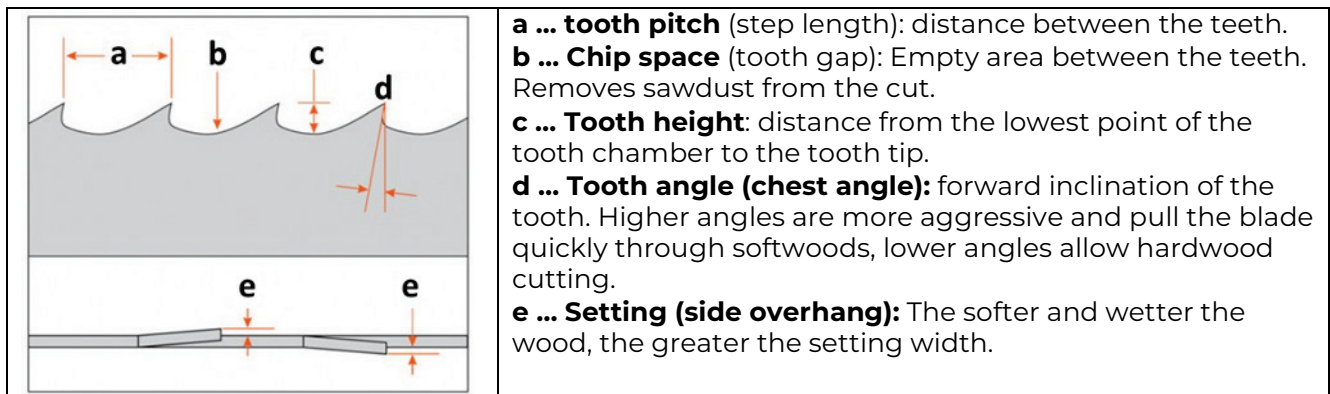 a
b
c
d
e
e
a ... tooth pitch (step length): distance between the teeth.
b ... Chip space (tooth gap): Empty area between the teeth.
Removes sawdust from the cut.
c ... Tooth height: distance from the lowest point of the
tooth chamber to the tooth tip.
d ... Tooth angle (chest angle): forward inclination of the
tooth. Higher angles are more aggressive and pull the blade
quickly through softwoods, lower angles allow hardwood
cutting.
e ... Setting (side overhang): The softer and wetter the
wood, the greater the setting width.